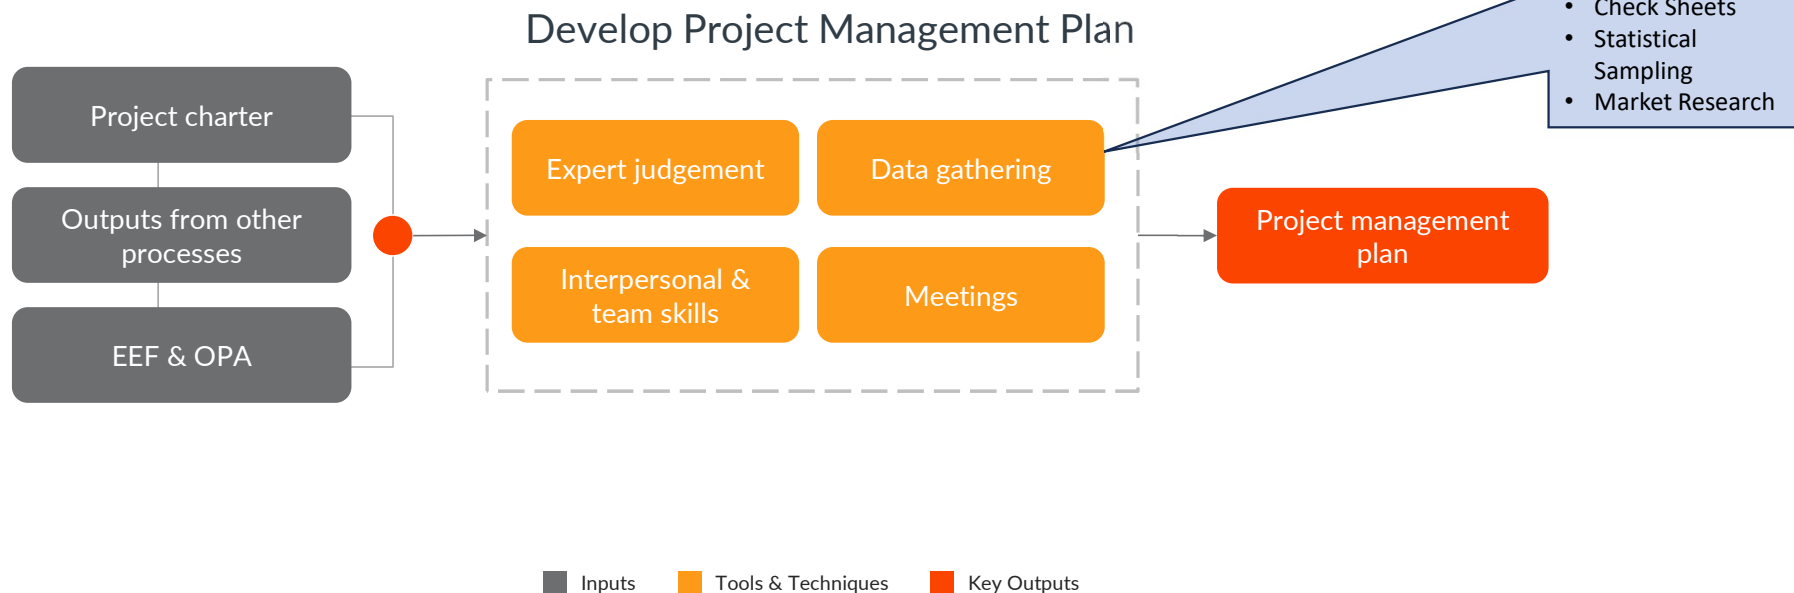 Develop Project Management Plan
• Check Sheets
• Statistical
Sampling
• Market Research
Project charter
Outputs from other
processes
EEF & OPA
Expert judgement
Data gathering
Interpersonal &
team skills
Meetings
Project management
plan
Inputs
Tools & Techniques
Key Outputs